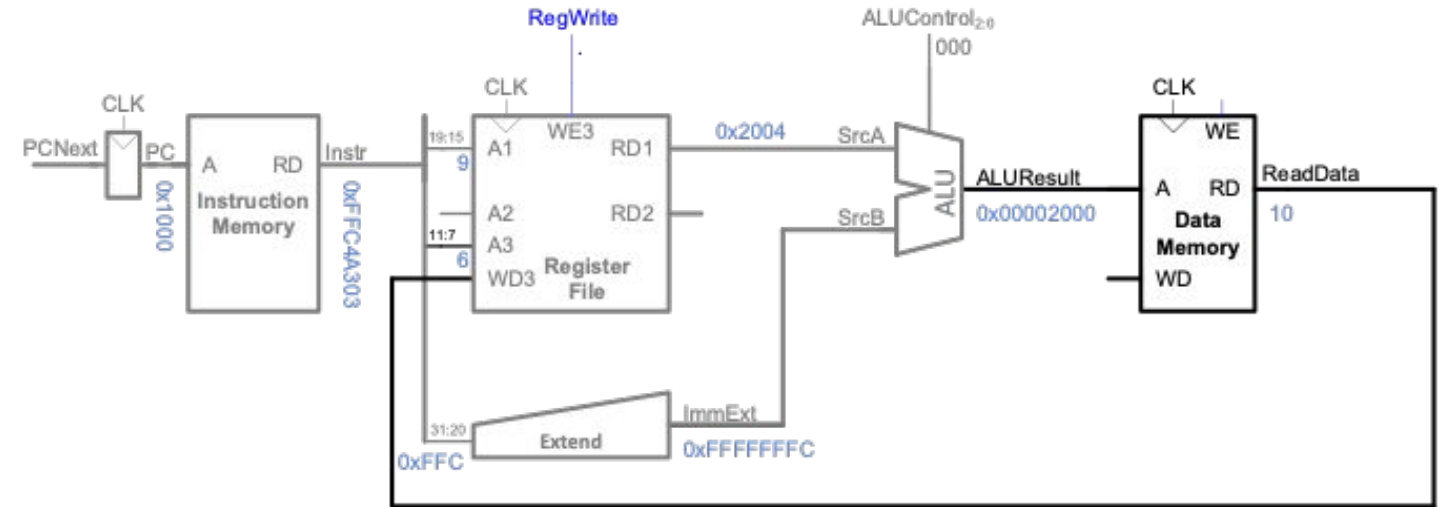 RegWrite
ALUControl2:0
000
CLK
CLK
CLK
PCNext
PC
0x1000
A
RD
Instruction
Memory
Instr
0xFFC4A303
19:15
9
A1
WE3
RD1
0x2004
SrcA
A2
RD2
11:7
6
A3
WD3
Register
File
SrcB
ALU
ALUResult
0x00002000
WE
A
RD
Data
Memory
WD
ReadData
10
31:20
0xFFC
Extend
ImmExt
0xFFFFFFFC